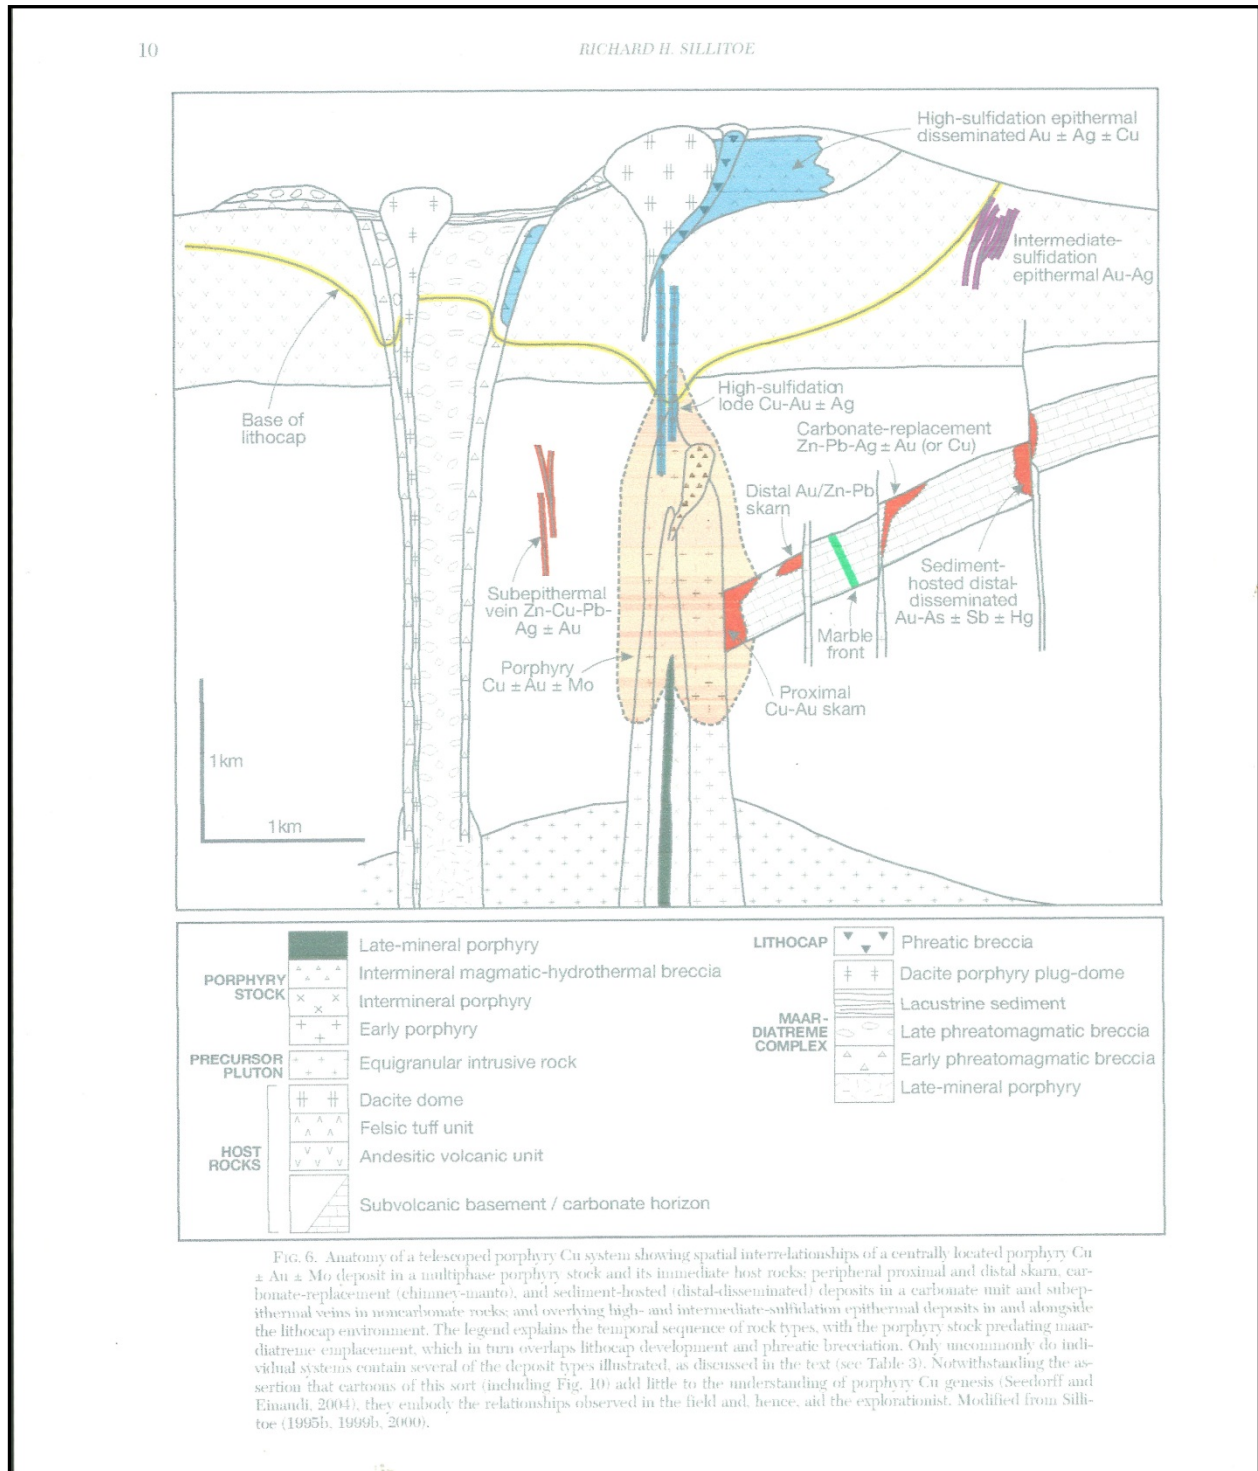 10
RICHARD H. SILLITOE
High-sulfidation epithermal
disseminated Au ± Ag ± Cu
Intermediate-
sulfidation
epithermal Au-Ag
Base of
lithocap
High-sulfidation
lode Cu-Au ± Ag
Carbonate-replacement
Zn-Pb-Ag ± Au (or Cu)
Distal Au/Zn-Pb
skarn
Subepithermal
vein Zn-Cu-Pb-
Ag ± Au
Sediment-
hosted distal-
disseminated
Au-As ± Sb ± Hg
Marble
front
Porphyry
Cu ± Au ± Mo
Proximal
Cu-Au skarn
1km
1km
PORPHYRY
STOCK
Late-mineral porphyry
Intermineral magmatic-hydrothermal breccia
Intermineral porphyry
Early porphyry
PRECURSOR
PLUTON
Equigranular intrusive rock
HOST
ROCKS
Dacite dome
Felsic tuff unit
Andesitic volcanic unit
Subvolcanic basement / carbonate horizon
LITHOCAP
Phreatic breccia
MAAR-
DIATREME
COMPLEX
Dacite porphyry plug-dome
Lacustrine sediment
Late phreatomagmatic breccia
Early phreatomagmatic breccia
Late-mineral porphyry
FIG. 6. Anatomy of a telescoped porphyry Cu system showing spatial interrelationships of a centrally located porphyry Cu
± Au ± Mo deposit in a multiphase porphyry stock and its immediate host rocks; peripheral proximal and distal skarn, car-
bonate-replacement (chimney-manto), and sediment-hosted (distal-disseminated) deposits in a carbonate unit and subep-
ithermal veins in noncarbonate rocks; and overlying high- and intermediate-sulfidation epithermal deposits in and alongside
the lithocap environment. The legend explains the temporal sequence of rock types, with the porphyry stock predating maar-
diatreme emplacement, which in turn overlaps lithocap development and phreatic brecciation. Only uncommonly do indi-
vidual systems contain several of the deposit types illustrated, as discussed in the text (see Table 3). Notwithstanding the as-
sertion that cartoons of this sort (including Fig. 10) add little to the understanding of porphyry Cu genesis (Seedorff and
Einaudi, 2004), they embody the relationships observed in the field and, hence, aid the explorationist. Modified from Silli-
toe (1995b, 1999b, 2000).